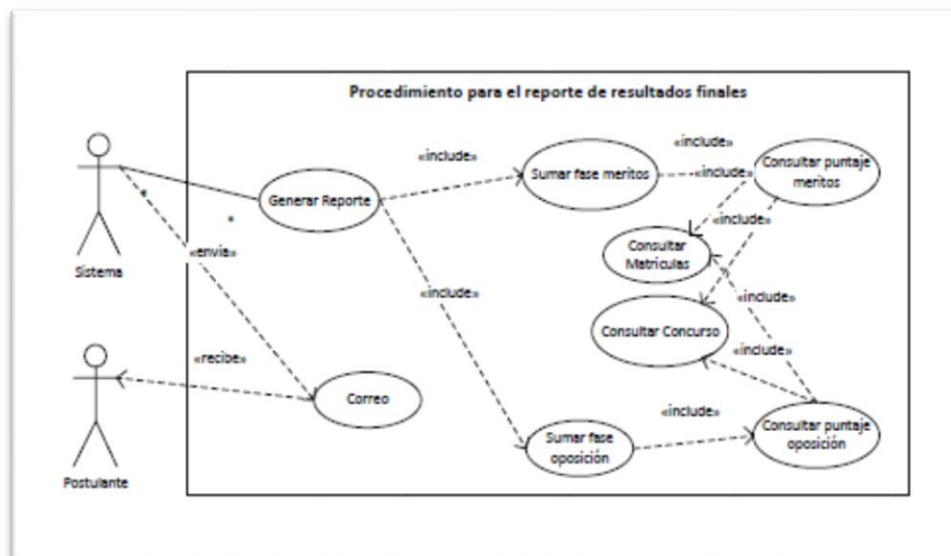 Procedimiento para el reporte de resultados finales
«include»
«include»
Sumar fase meritos
«include»
Consultar puntaje
meritos
Generar Reporte
*
*
«include»
Sistema
«envia»
Consultar
Matriculas
«include»
«include»
Consultar Concurso
«recibe»
«include»
Correo
«include»
Consultar puntaje
oposición
Sumar fase
oposición
Postulante